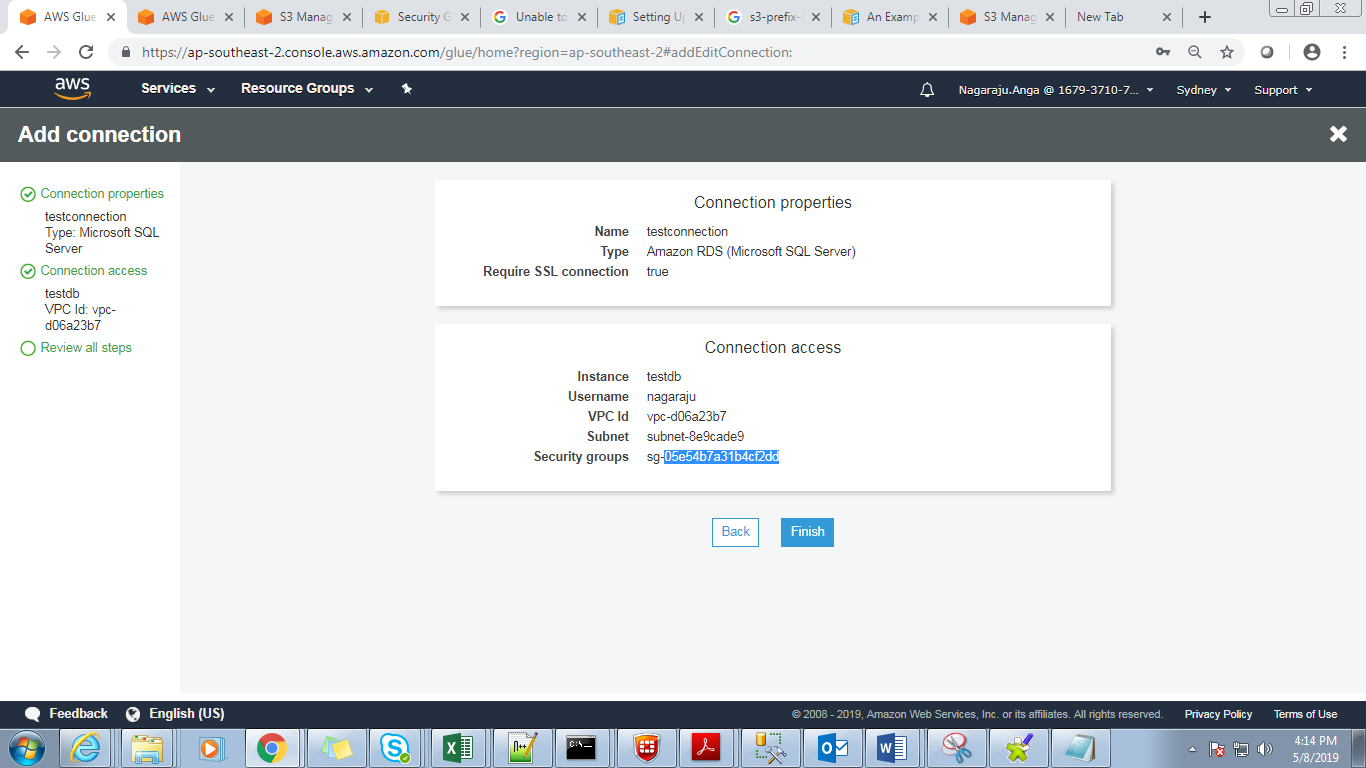 AWS Glue
AWS Glue
S3 Manag
Security G
Unable to
Setting Up
s3-prefix-
An Examp
S3 Manag
New Tab
https://ap-southeast-2.console.aws.amazon.com/glue/home?region=ap-southeast-2#addEditConnection:
aws
Services
Resource Groups
Nagaraju.Anga @ 1679-3710-7...
Sydney
Support
Add connection
Connection properties
testconnection
Type: Microsoft SQL
Server
Connection access
testdb
VPC Id: vpc-
d06a23b7
Review all steps
Connection properties
Name testconnection
Type Amazon RDS (Microsoft SQL Server)
Require SSL connection true
Connection access
Instance testdb
Username nagaraju
VPC Id vpc-d06a23b7
Subnet subnet-8e9cade9
Security groups sg-05e54b7a31b4cf2dd
Back
Finish
Feedback
English (US)
© 2008 - 2019, Amazon Web Services, Inc. or its affiliates. All rights reserved.
Privacy Policy
Terms of Use
4:14 PM
5/8/2019